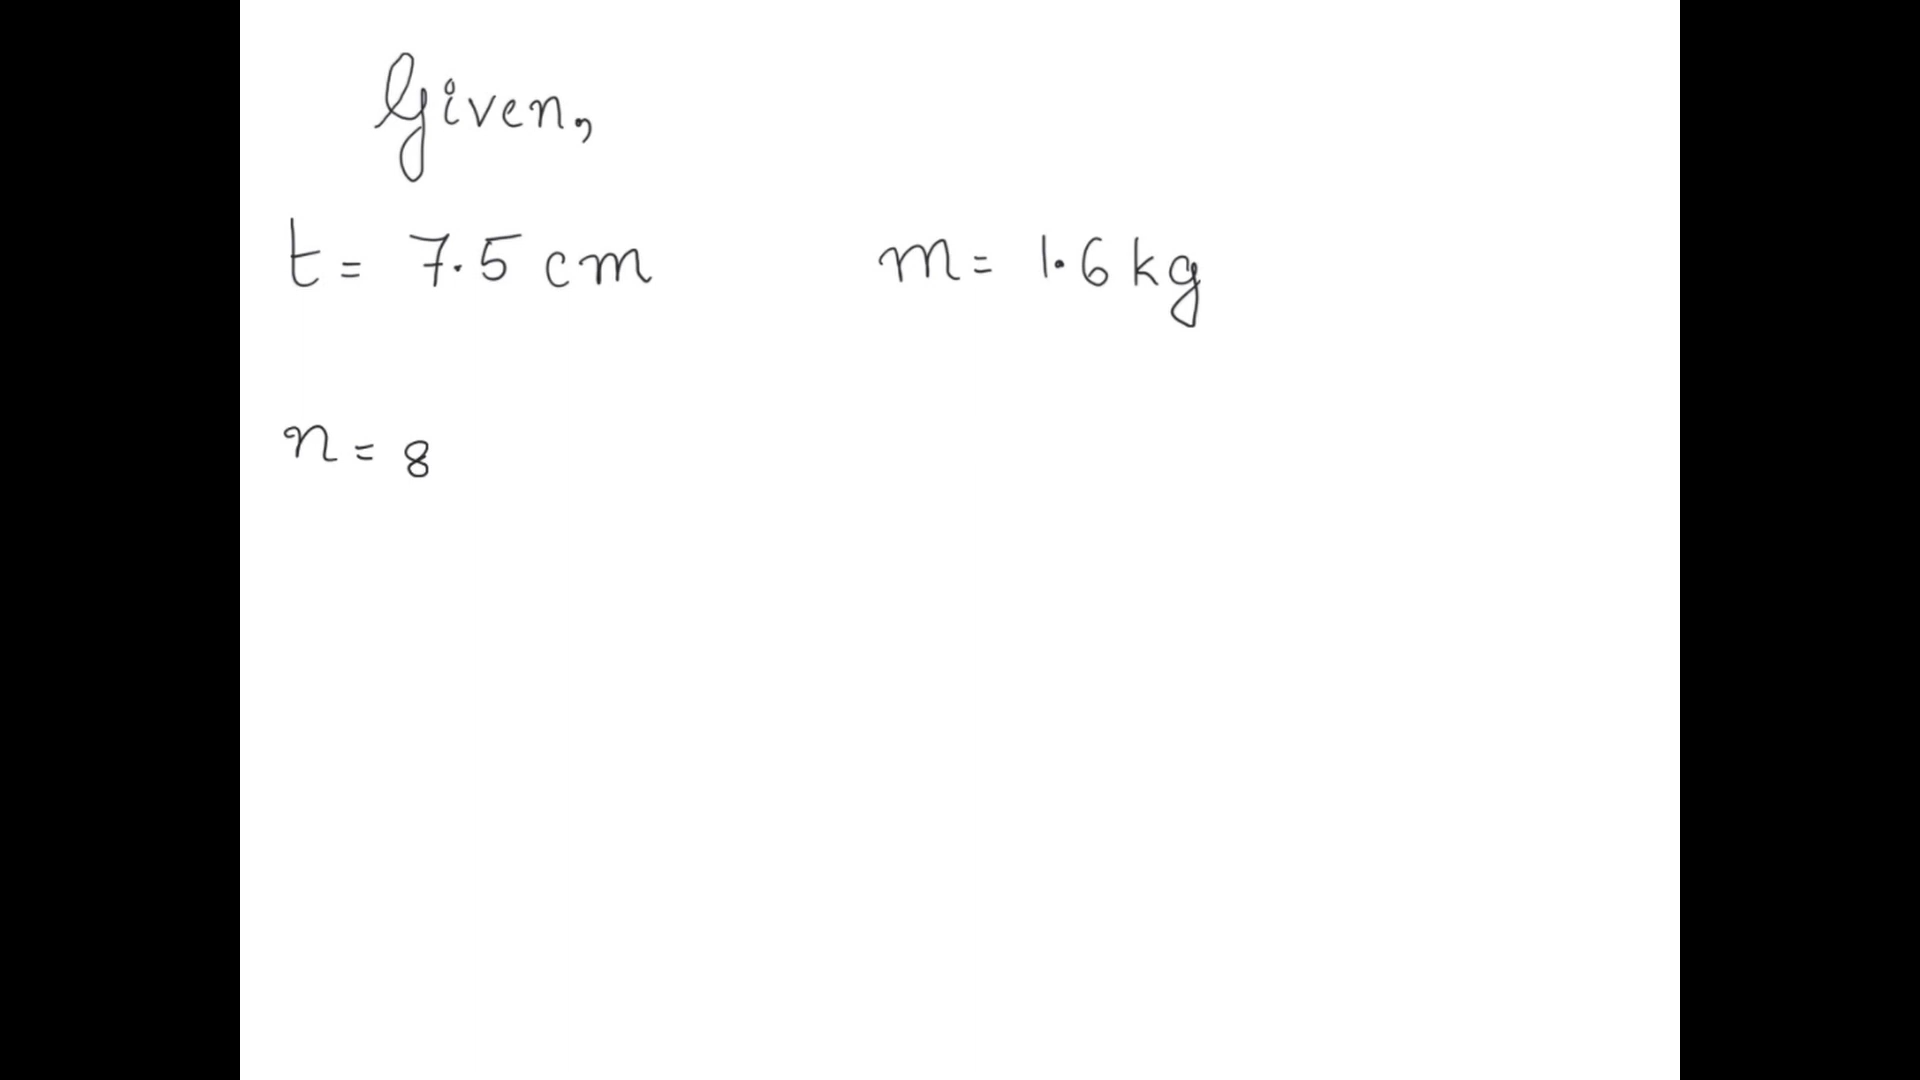 Given,
t = 7.5 cm m = 1.6 kg
n = 8